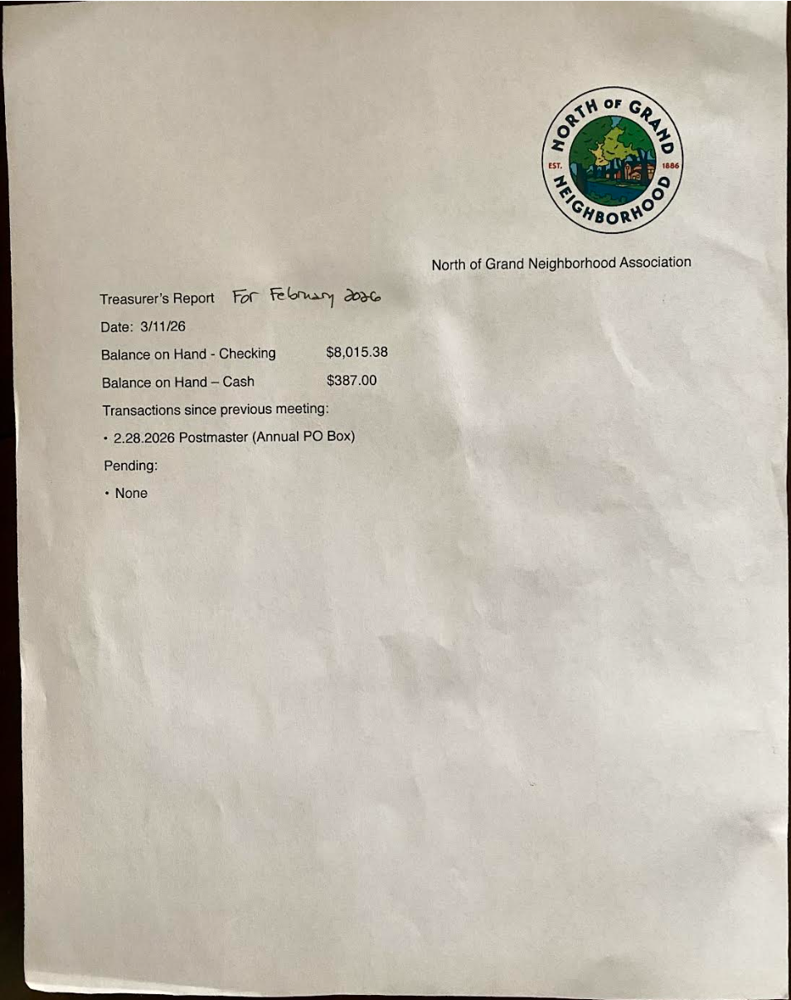 NORTH OF GRAND
EST. 1886
NEIGHBORHOOD
North of Grand Neighborhood Association
Treasurer's Report For February 2026
Date: 3/11/26
Balance on Hand - Checking $8,015.38
Balance on Hand – Cash $387.00
Transactions since previous meeting:
• 2.28.2026 Postmaster (Annual PO Box)
Pending:
• None